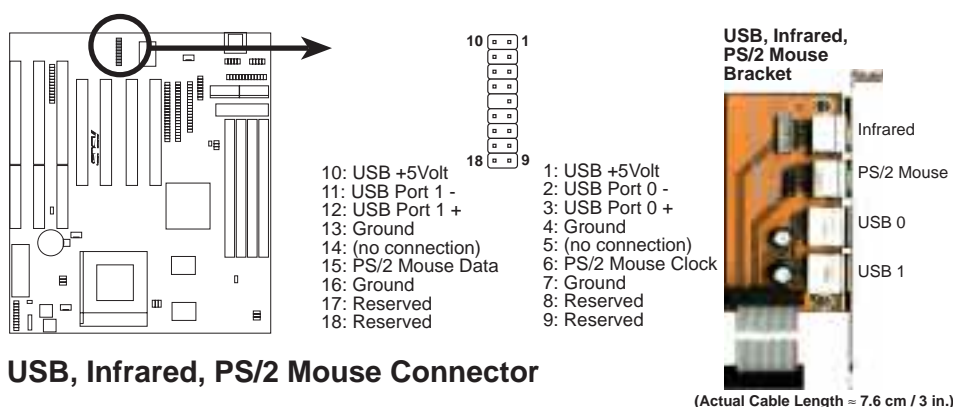 10 1
18 9
10: USB +5Volt
11: USB Port 1 -
12: USB Port 1 +
13: Ground
14: (no connection)
15: PS/2 Mouse Data
16: Ground
17: Reserved
18: Reserved
1: USB +5Volt
2: USB Port 0 -
3: USB Port 0 +
4: Ground
5: (no connection)
6: PS/2 Mouse Clock
7: Ground
8: Reserved
9: Reserved
USB, Infrared,
PS/2 Mouse
Bracket
Infrared
PS/2 Mouse
USB 0
USB 1
(Actual Cable Length ≈ 7.6 cm / 3 in.)
USB, Infrared, PS/2 Mouse Connector